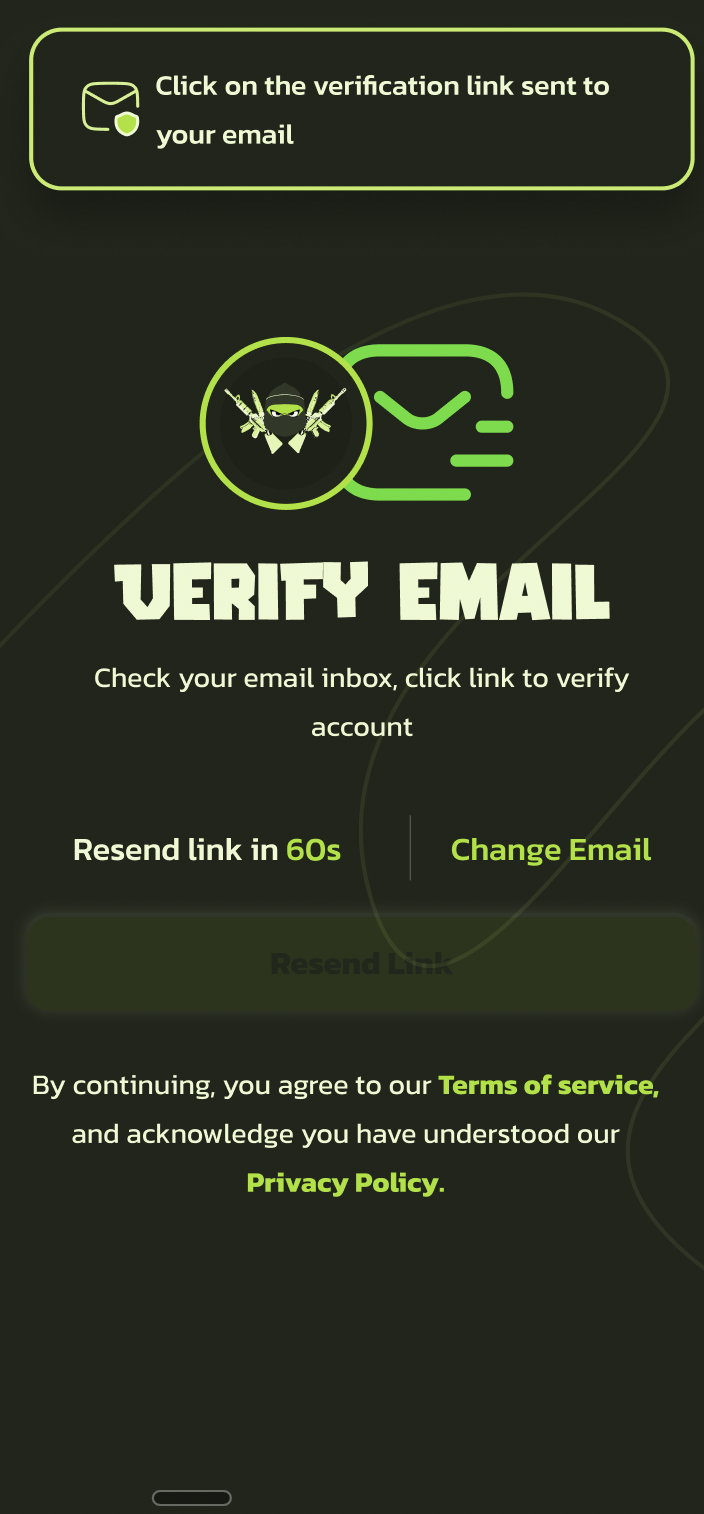 Click on the verification link sent to
your email
VERIFY EMAIL
Check your email inbox, click link to verify
account
Resend link in 60s
Change Email
Resend Link
By continuing, you agree to our Terms of service,
and acknowledge you have understood our
Privacy Policy.